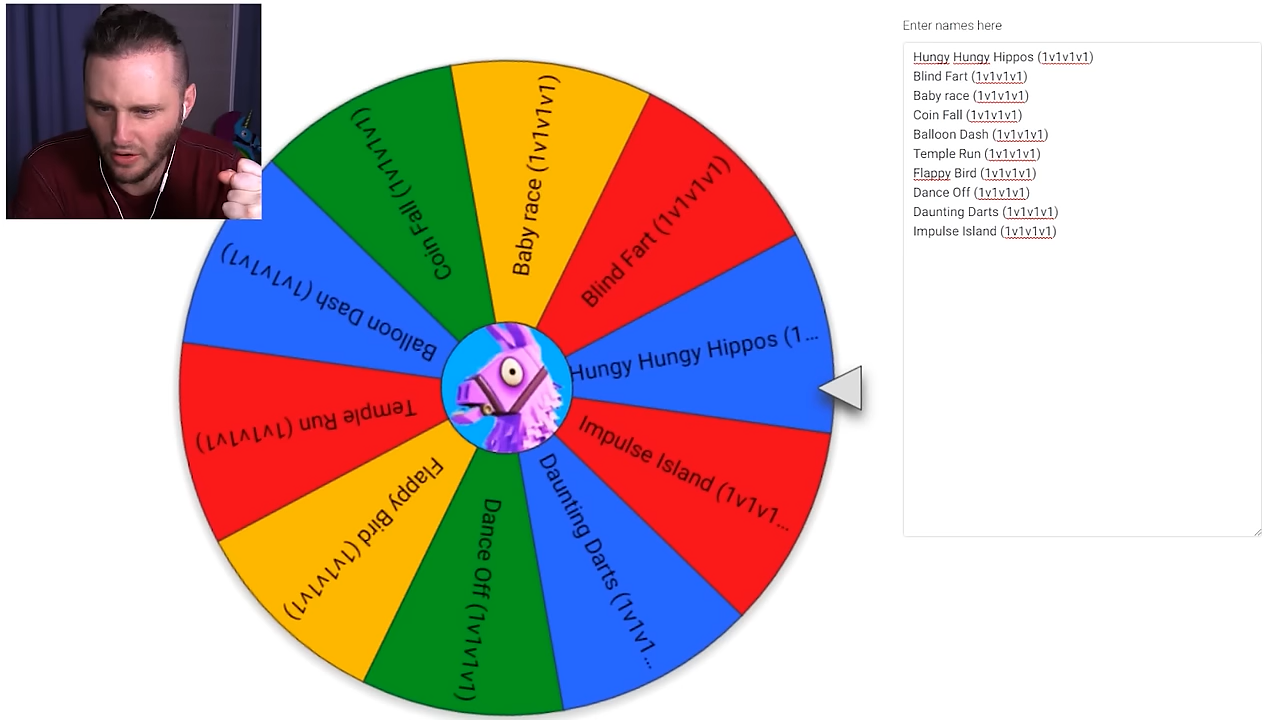 Enter names here
Hungy Hungy Hippos (1v1v1v1)
Blind Fart (1v1v1v1)
Baby race (1v1v1v1)
Coin Fall (1v1v1v1)
Balloon Dash (1v1v1v1)
Temple Run (1v1v1v1)
Flappy Bird (1v1v1v1)
Dance Off (1v1v1v1)
Daunting Darts (1v1v1v1)
Impulse Island (1v1v1v1)
Hungy Hungy Hippos (1...
Blind Fart (1v1v1v1)
Baby race (1v1v1v1)
Coin Fall (1v1v1v1)
Balloon Dash (1v1v1v1)
Temple Run (1v1v1v1)
Flappy Bird (1v1v1v1)
Dance Off (1v1v1v1)
Daunting Darts (1v1v1...
Impulse Island (1v1v1...